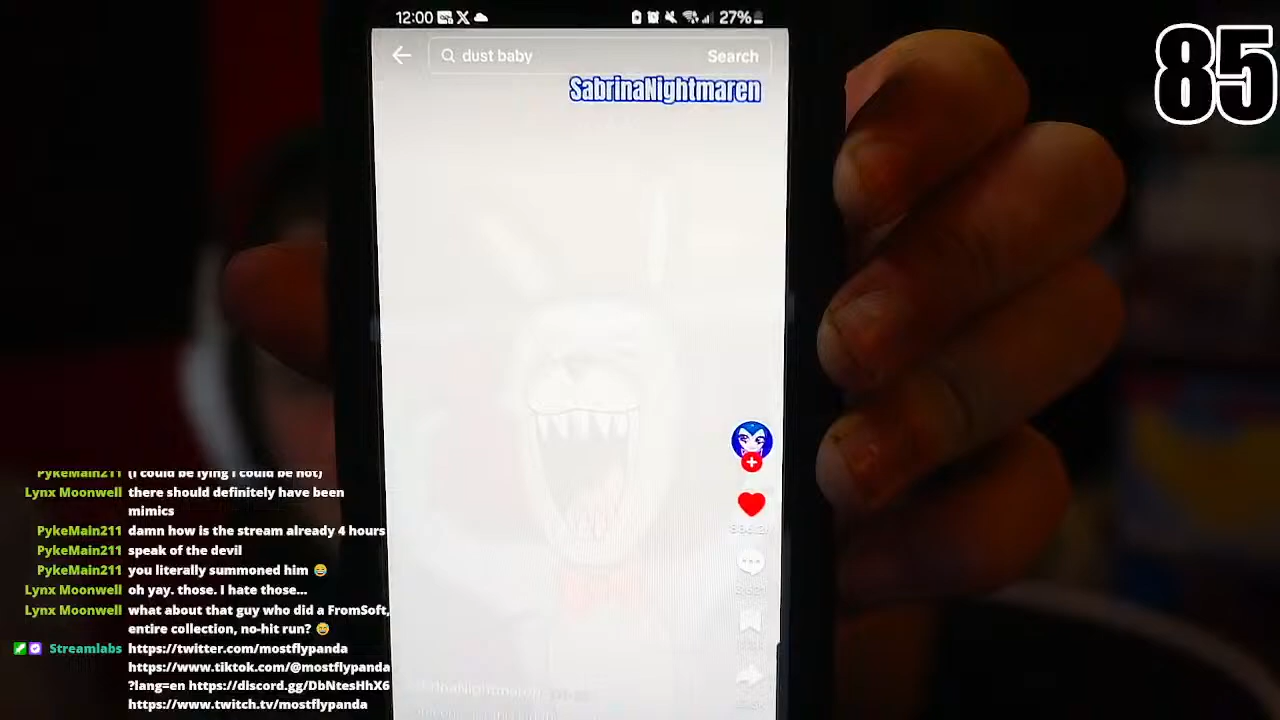 12:00
27%
85
dust baby
Search
SabrinaNightmaren
PykeMain211 (i could be lying i could be not)
Lynx Moonwell there should definitely have been
mimics
PykeMain211 damn how is the stream already 4 hours
PykeMain211 speak of the devil
PykeMain211 you literally summoned him 😂
Lynx Moonwell oh yay. those. I hate those...
Lynx Moonwell what about that guy who did a FromSoft,
entire collection, no-hit run? 😅
Streamlabs https://twitter.com/mostflypanda
https://www.tiktok.com/@mostflypanda
?lang=en https://discord.gg/DbNtesHhX6
https://www.twitch.tv/mostflypanda